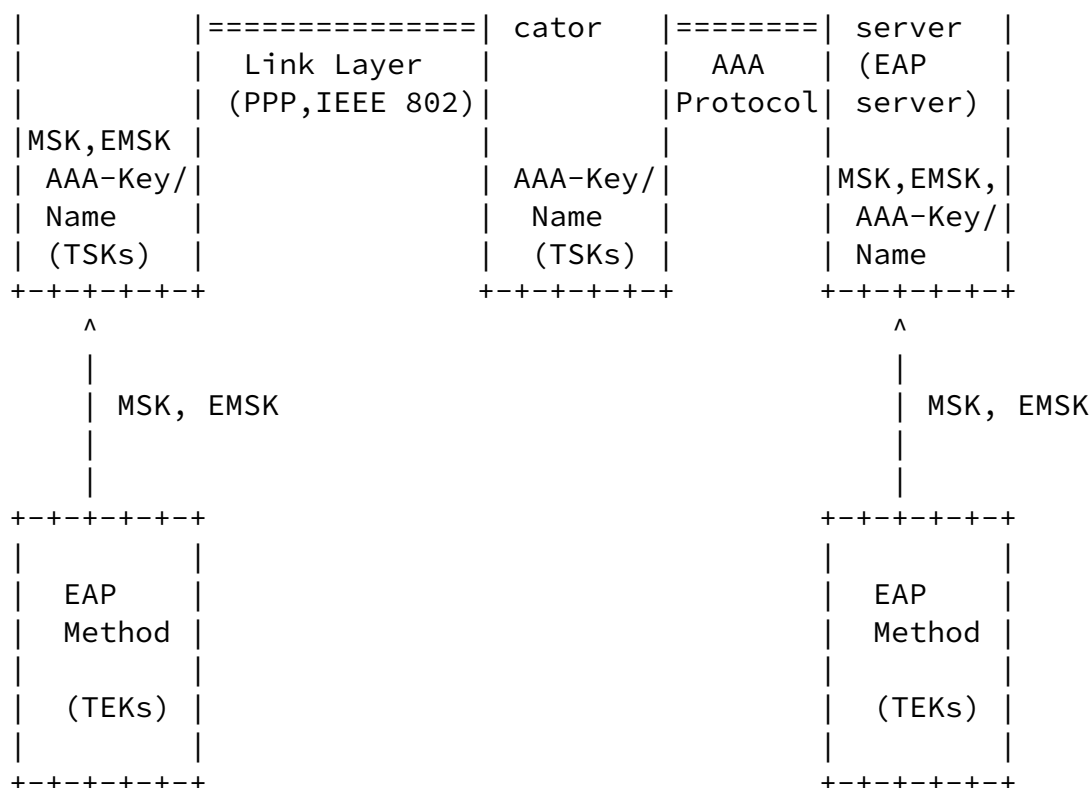 |         |===============| cator   |========| server  |
|         |  Link Layer   |         |  AAA   | (EAP    |
|         | (PPP,IEEE 802)|         |Protocol| server) |
|MSK,EMSK |               |         |        |         |
| AAA-Key/|               | AAA-Key/|        |MSK,EMSK,|
| Name    |               |  Name   |        | AAA-Key/|
| (TSKs)  |               |  (TSKs) |        | Name    |
+-+-+-+-+-+               +-+-+-+-+-+        +-+-+-+-+-+
    ^                                            ^
    |                                            |
    | MSK, EMSK                                  | MSK, EMSK
    |                                            |
    |                                            |
+-+-+-+-+-+                                  +-+-+-+-+-+
|         |                                  |         |
|  EAP    |                                  |  EAP    |
|  Method |                                  |  Method |
|         |                                  |         |
|  (TEKs) |                                  |  (TEKs) |
|         |                                  |         |
+-+-+-+-+-+                                  +-+-+-+-+-+